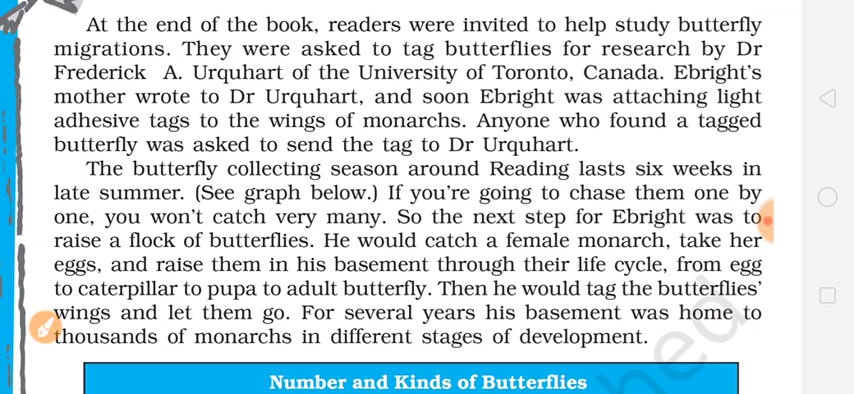 At the end of the book, readers were invited to help study butterfly
migrations. They were asked to tag butterflies for research by Dr
Frederick A. Urquhart of the University of Toronto, Canada. Ebright’s
mother wrote to Dr Urquhart, and soon Ebright was attaching light
adhesive tags to the wings of monarchs. Anyone who found a tagged
butterfly was asked to send the tag to Dr Urquhart.
The butterfly collecting season around Reading lasts six weeks in
late summer. (See graph below.) If you’re going to chase them one by
one, you won’t catch very many. So the next step for Ebright was to
raise a flock of butterflies. He would catch a female monarch, take her
eggs, and raise them in his basement through their life cycle, from egg
to caterpillar to pupa to adult butterfly. Then he would tag the butterflies’
wings and let them go. For several years his basement was home to
thousands of monarchs in different stages of development.
Number and Kinds of Butterflies